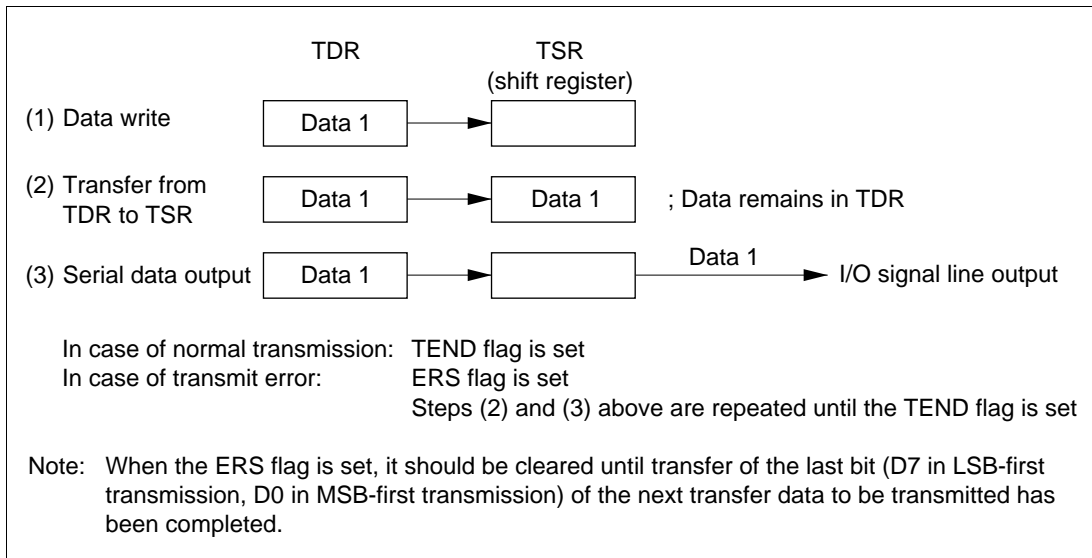 TDR TSR
(shift register)
(1) Data write Data 1
(2) Transfer from
TDR to TSR Data 1 Data 1 ; Data remains in TDR
(3) Serial data output Data 1 Data 1 I/O signal line output
In case of normal transmission: TEND flag is set
In case of transmit error: ERS flag is set
Steps (2) and (3) above are repeated until the TEND flag is set
Note: When the ERS flag is set, it should be cleared until transfer of the last bit (D7 in LSB-first
transmission, D0 in MSB-first transmission) of the next transfer data to be transmitted has
been completed.